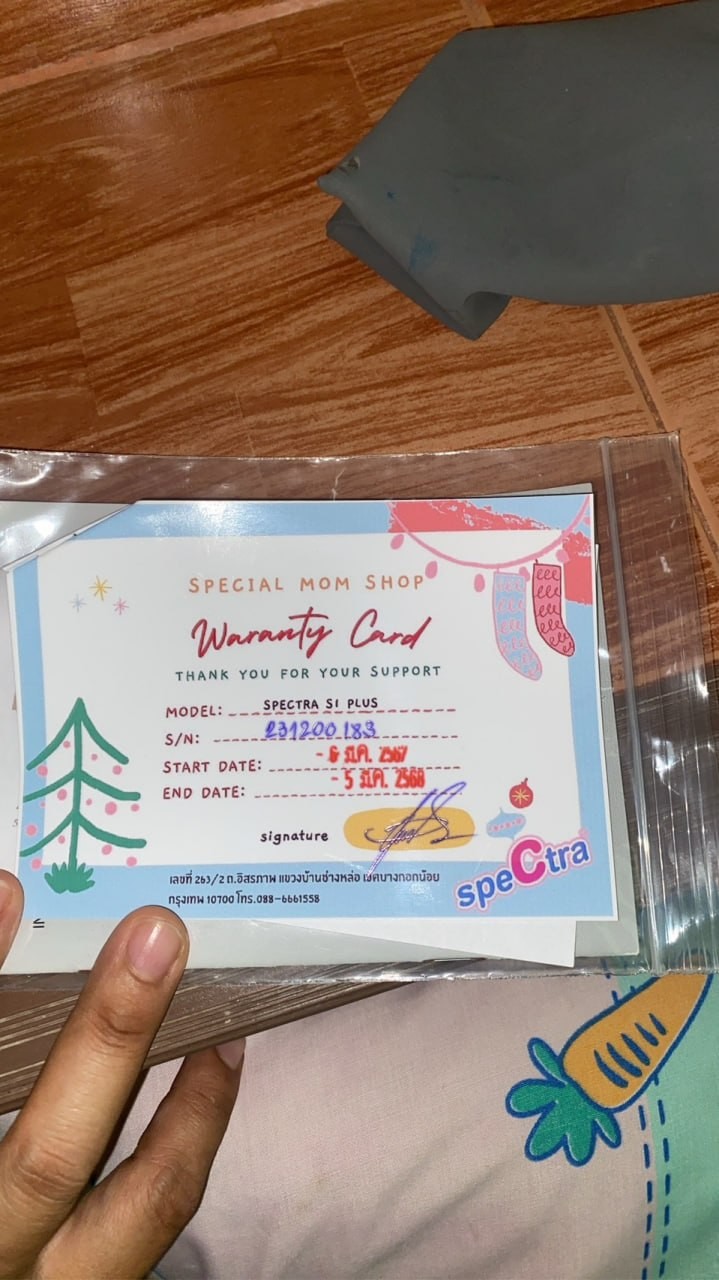 SPECIAL MOM SHOP
Waranty Card
THANK YOU FOR YOUR SUPPORT
MODEL: SPECTRA S1 PLUS
S/N: 231200183
START DATE: - 6 มี.ค. 2567
END DATE: - 5 มี.ค. 2568
signature
speCtra
เลขที่ 263/2 ถ.อิสรภาพ แขวงบ้านช่างหล่อ เขตบางกอกน้อย
กรุงเทพ 10700 โทร.088-6661558